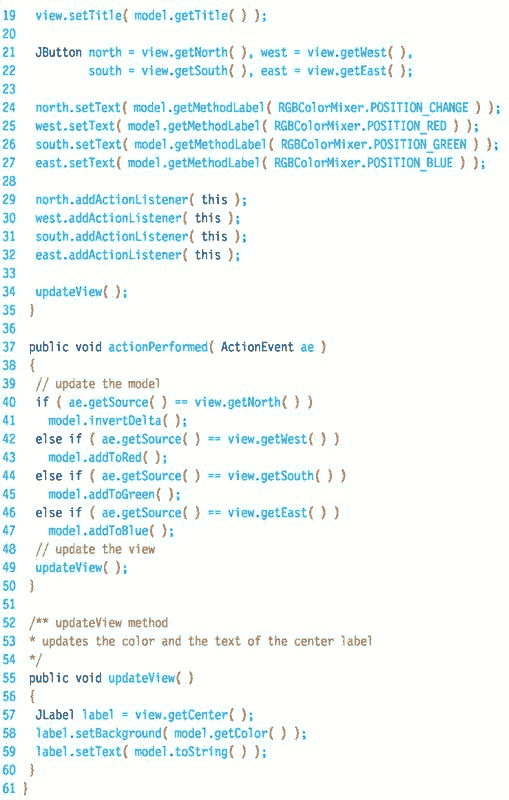 19 view.setTitle( model.getTitle( ) );
20
21 JButton north = view.getNorth( ), west = view.getWest( ),
22 south = view.getSouth( ), east = view.getEast( );
23
24 north.setText( model.getMethodLabel( RGBColorMixer.POSITION_CHANGE ) );
25 west.setText( model.getMethodLabel( RGBColorMixer.POSITION_RED ) );
26 south.setText( model.getMethodLabel( RGBColorMixer.POSITION_GREEN ) );
27 east.setText( model.getMethodLabel( RGBColorMixer.POSITION_BLUE ) );
28
29 north.addActionListener( this );
30 west.addActionListener( this );
31 south.addActionListener( this );
32 east.addActionListener( this );
33
34 updateView( );
35 }
36
37 public void actionPerformed( ActionEvent ae )
38 {
39 // update the model
40 if ( ae.getSource( ) == view.getNorth( ) )
41 model.invertDelta( );
42 else if ( ae.getSource( ) == view.getWest( ) )
43 model.addToRed( );
44 else if ( ae.getSource( ) == view.getSouth( ) )
45 model.addToGreen( );
46 else if ( ae.getSource( ) == view.getEast( ) )
47 model.addToBlue( );
48 // update the view
49 updateView( );
50 }
51
52 /** updateView method
53 * updates the color and the text of the center label
54 */
55 public void updateView( )
56 {
57 JLabel label = view.getCenter( );
58 label.setBackground( model.getColor( ) );
59 label.setText( model.toString( ) );
60 }
61 }